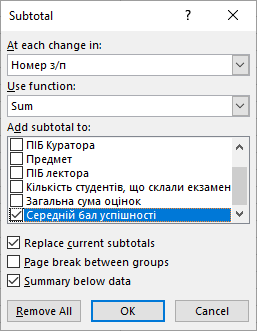 Subtotal
At each change in:
Номер з/п
Use function:
Sum
Add subtotal to:
ПІБ Куратора
Предмет
ПІБ лектора
Кількість студентів, що склали екзамен
Загальна сума оцінок
Середній бал успішності
Replace current subtotals
Page break between groups
Summary below data
Remove All
OK
Cancel